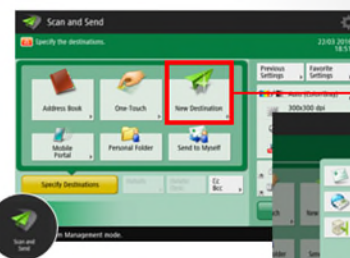 Scan and Send
Specify the destinations.
22/03 2016
18:51
Previous Settings
Favorite Settings
Address Book
One-Touch
New Destination
300x300 dpi
Mobile Portal
Personal Folder
Send to Myself
Specify Destinations
Details
Cc Bcc
Scan and Send
Management mode.